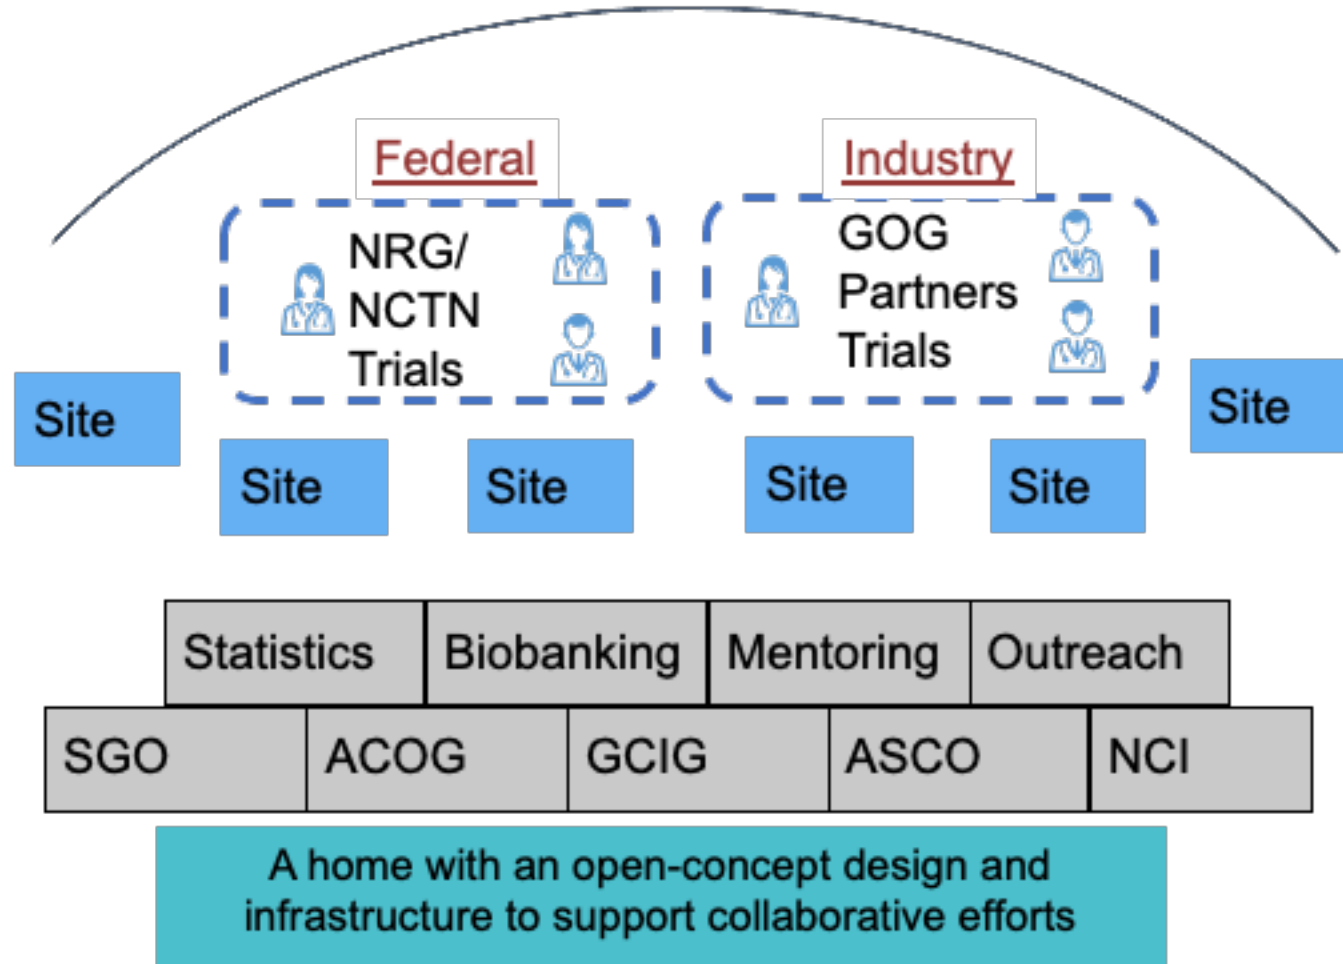 Federal
Industry
NRG/
NCTN
Trials
GOG
Partners
Trials
Site
Site
Site
Site
Site
Site
Statistics
Biobanking
Mentoring
Outreach
SGO
ACOG
GCIG
ASCO
NCI
A home with an open-concept design and
infrastructure to support collaborative efforts